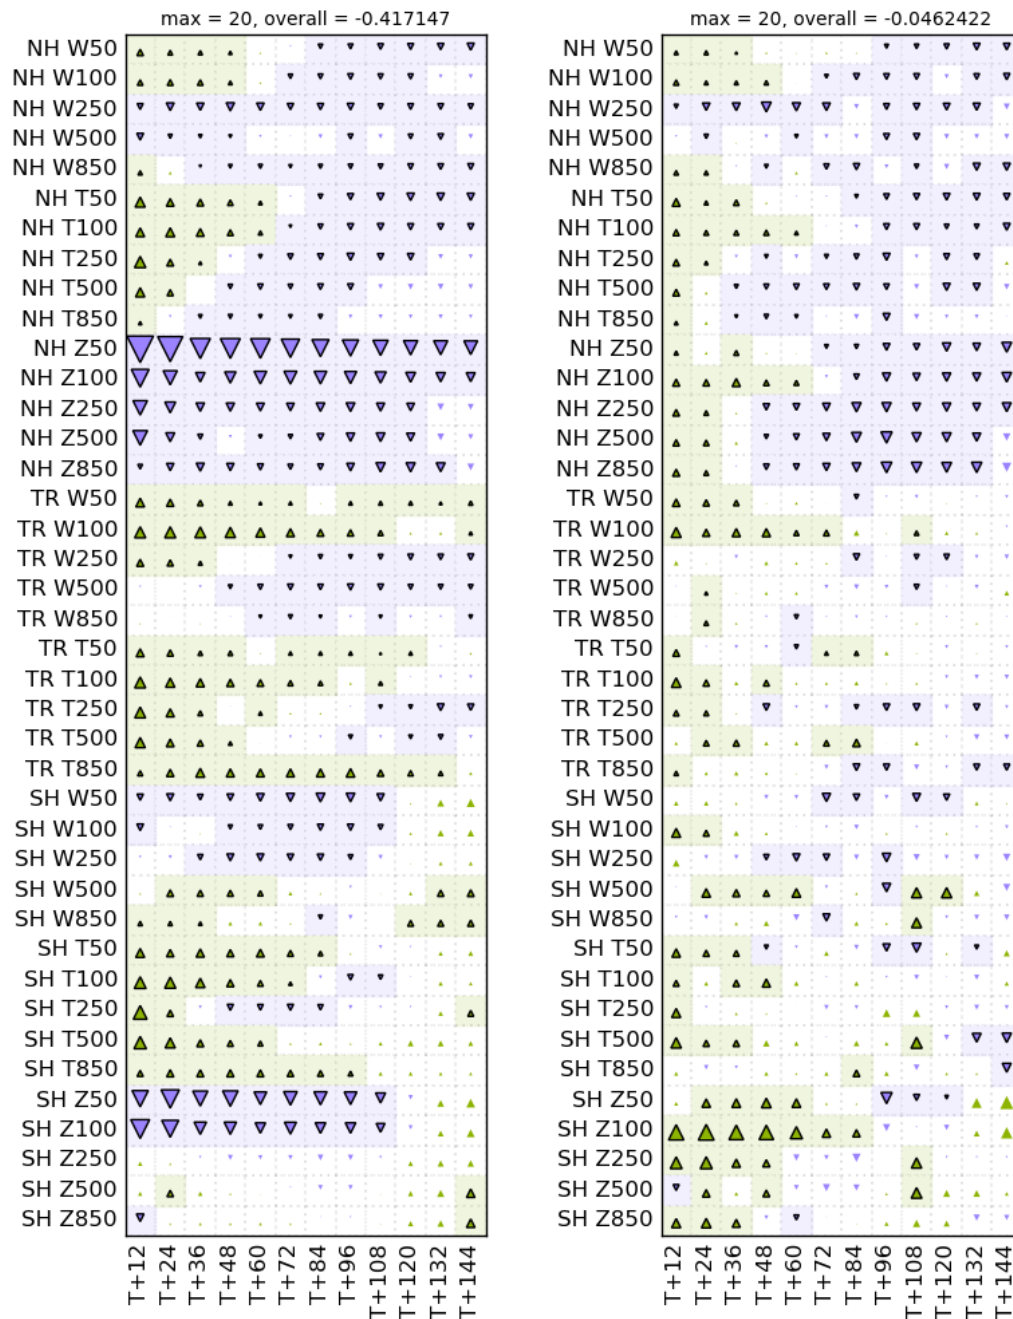 max = 20, overall = -0.417147
NH W50
NH W100
NH W250
NH W500
NH W850
NH T50
NH T100
NH T250
NH T500
NH T850
NH Z50
NH Z100
NH Z250
NH Z500
NH Z850
TR W50
TR W100
TR W250
TR W500
TR W850
TR T50
TR T100
TR T250
TR T500
TR T850
SH W50
SH W100
SH W250
SH W500
SH W850
SH T50
SH T100
SH T250
SH T500
SH T850
SH Z50
SH Z100
SH Z250
SH Z500
SH Z850
T+12
T+24
T+36
T+48
T+60
T+72
T+84
T+96
T+108
T+120
T+132
T+144
max = 20, overall = -0.0462422
NH W50
NH W100
NH W250
NH W500
NH W850
NH T50
NH T100
NH T250
NH T500
NH T850
NH Z50
NH Z100
NH Z250
NH Z500
NH Z850
TR W50
TR W100
TR W250
TR W500
TR W850
TR T50
TR T100
TR T250
TR T500
TR T850
SH W50
SH W100
SH W250
SH W500
SH W850
SH T50
SH T100
SH T250
SH T500
SH T850
SH Z50
SH Z100
SH Z250
SH Z500
SH Z850
T+12
T+24
T+36
T+48
T+60
T+72
T+84
T+96
T+108
T+120
T+132
T+144